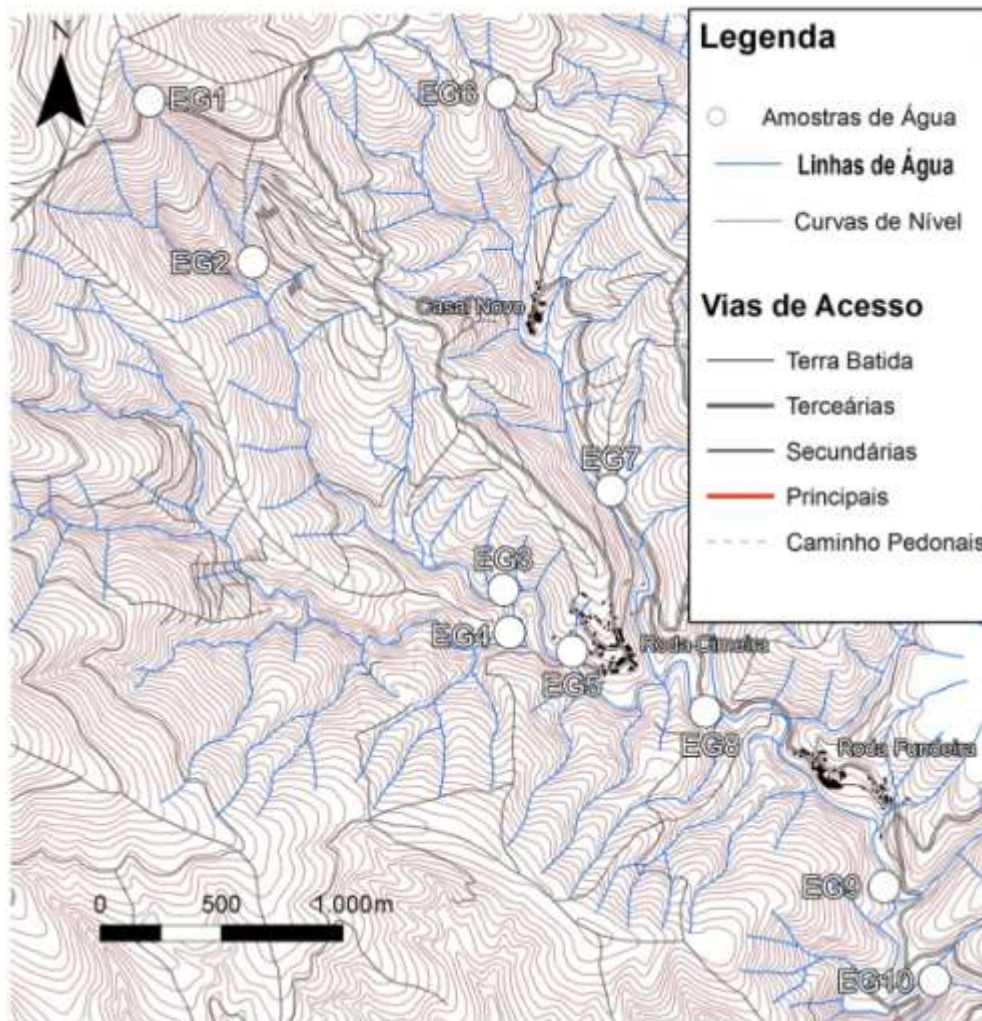 N
EG1
EG6
EG2
Casal Novo
EG7
EG3
EG4
EG5
Roda Cimeira
EG8
Roda Fundeira
EG9
EG10
0 500 1.000m
Legenda
Amostras de Água
Linhas de Água
Curvas de Nível
Vias de Acesso
Terra Batida
Terceárias
Secundárias
Principais
Caminho Pedonais